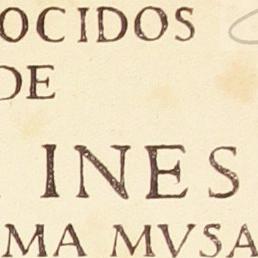 OCIDOS
DE
INES
MA MVSA